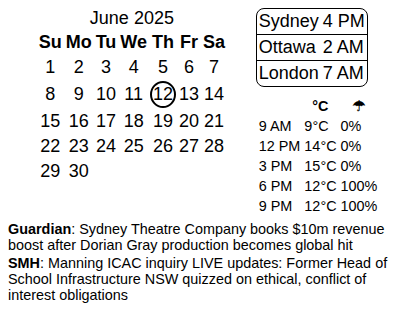 June 2025
Su Mo Tu We Th Fr Sa
1 2 3 4 5 6 7
8 9 10 11 12 13 14
15 16 17 18 19 20 21
22 23 24 25 26 27 28
29 30
Sydney 4 PM
Ottawa 2 AM
London 7 AM
°C ☂
9 AM 9°C 0%
12 PM 14°C 0%
3 PM 15°C 0%
6 PM 12°C 100%
9 PM 12°C 100%
Guardian: Sydney Theatre Company books $10m revenue
boost after Dorian Gray production becomes global hit
SMH: Manning ICAC inquiry LIVE updates: Former Head of
School Infrastructure NSW quizzed on ethical, conflict of
interest obligations